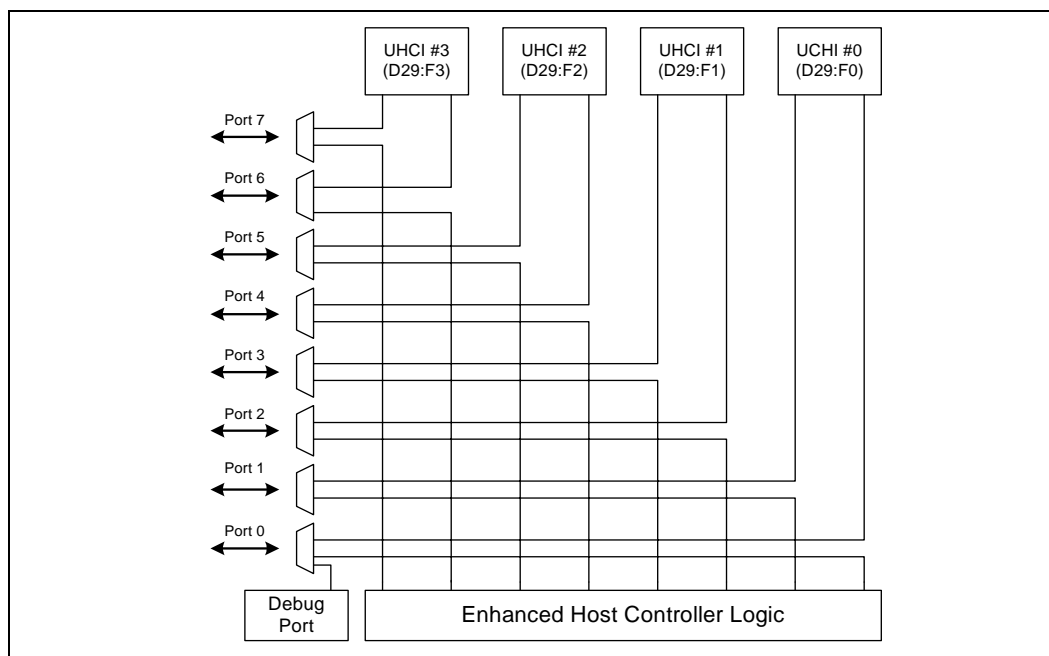 UHCI #3
(D29:F3)
UHCI #2
(D29:F2)
UHCI #1
(D29:F1)
UCHI #0
(D29:F0)
Port 7
Port 6
Port 5
Port 4
Port 3
Port 2
Port 1
Port 0
Debug
Port
Enhanced Host Controller Logic